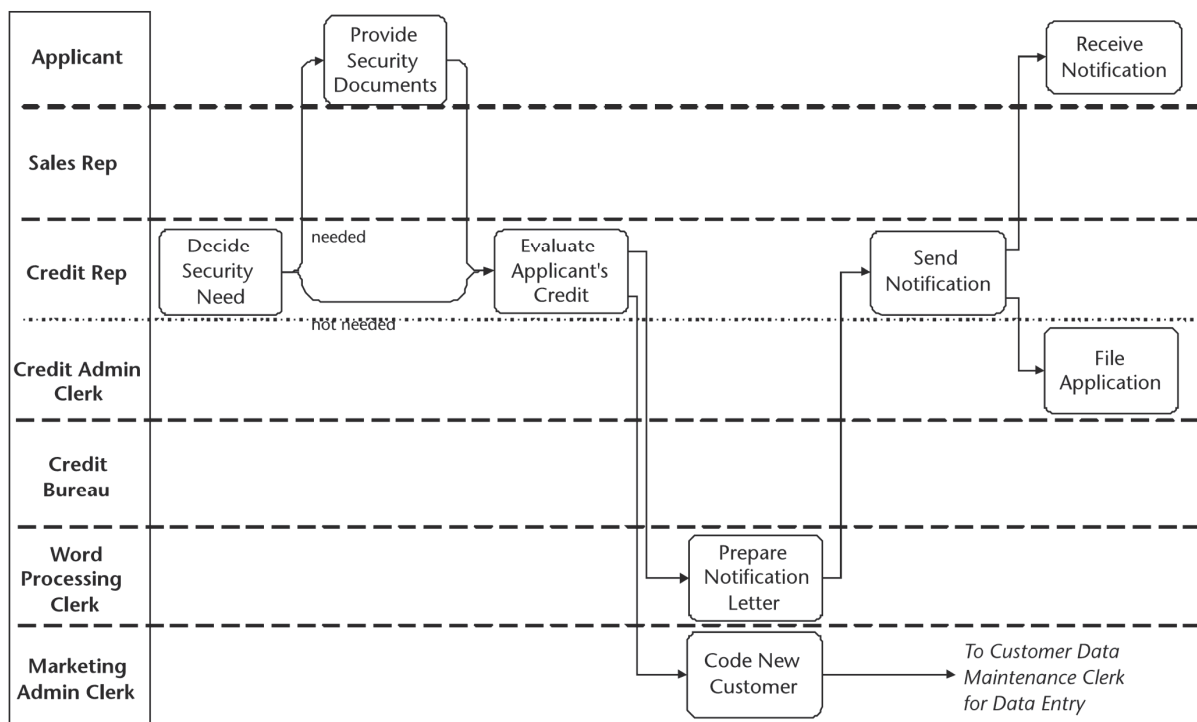 Applicant
Provide
Security
Documents
Receive
Notification
Sales Rep
needed
Credit Rep
Decide
Security
Need
Evaluate
Applicant's
Credit
Send
Notification
not needed
Credit Admin
Clerk
File
Application
Credit
Bureau
Word
Processing
Clerk
Prepare
Notification
Letter
Marketing
Admin Clerk
Code New
Customer
To Customer Data
Maintenance Clerk
for Data Entry